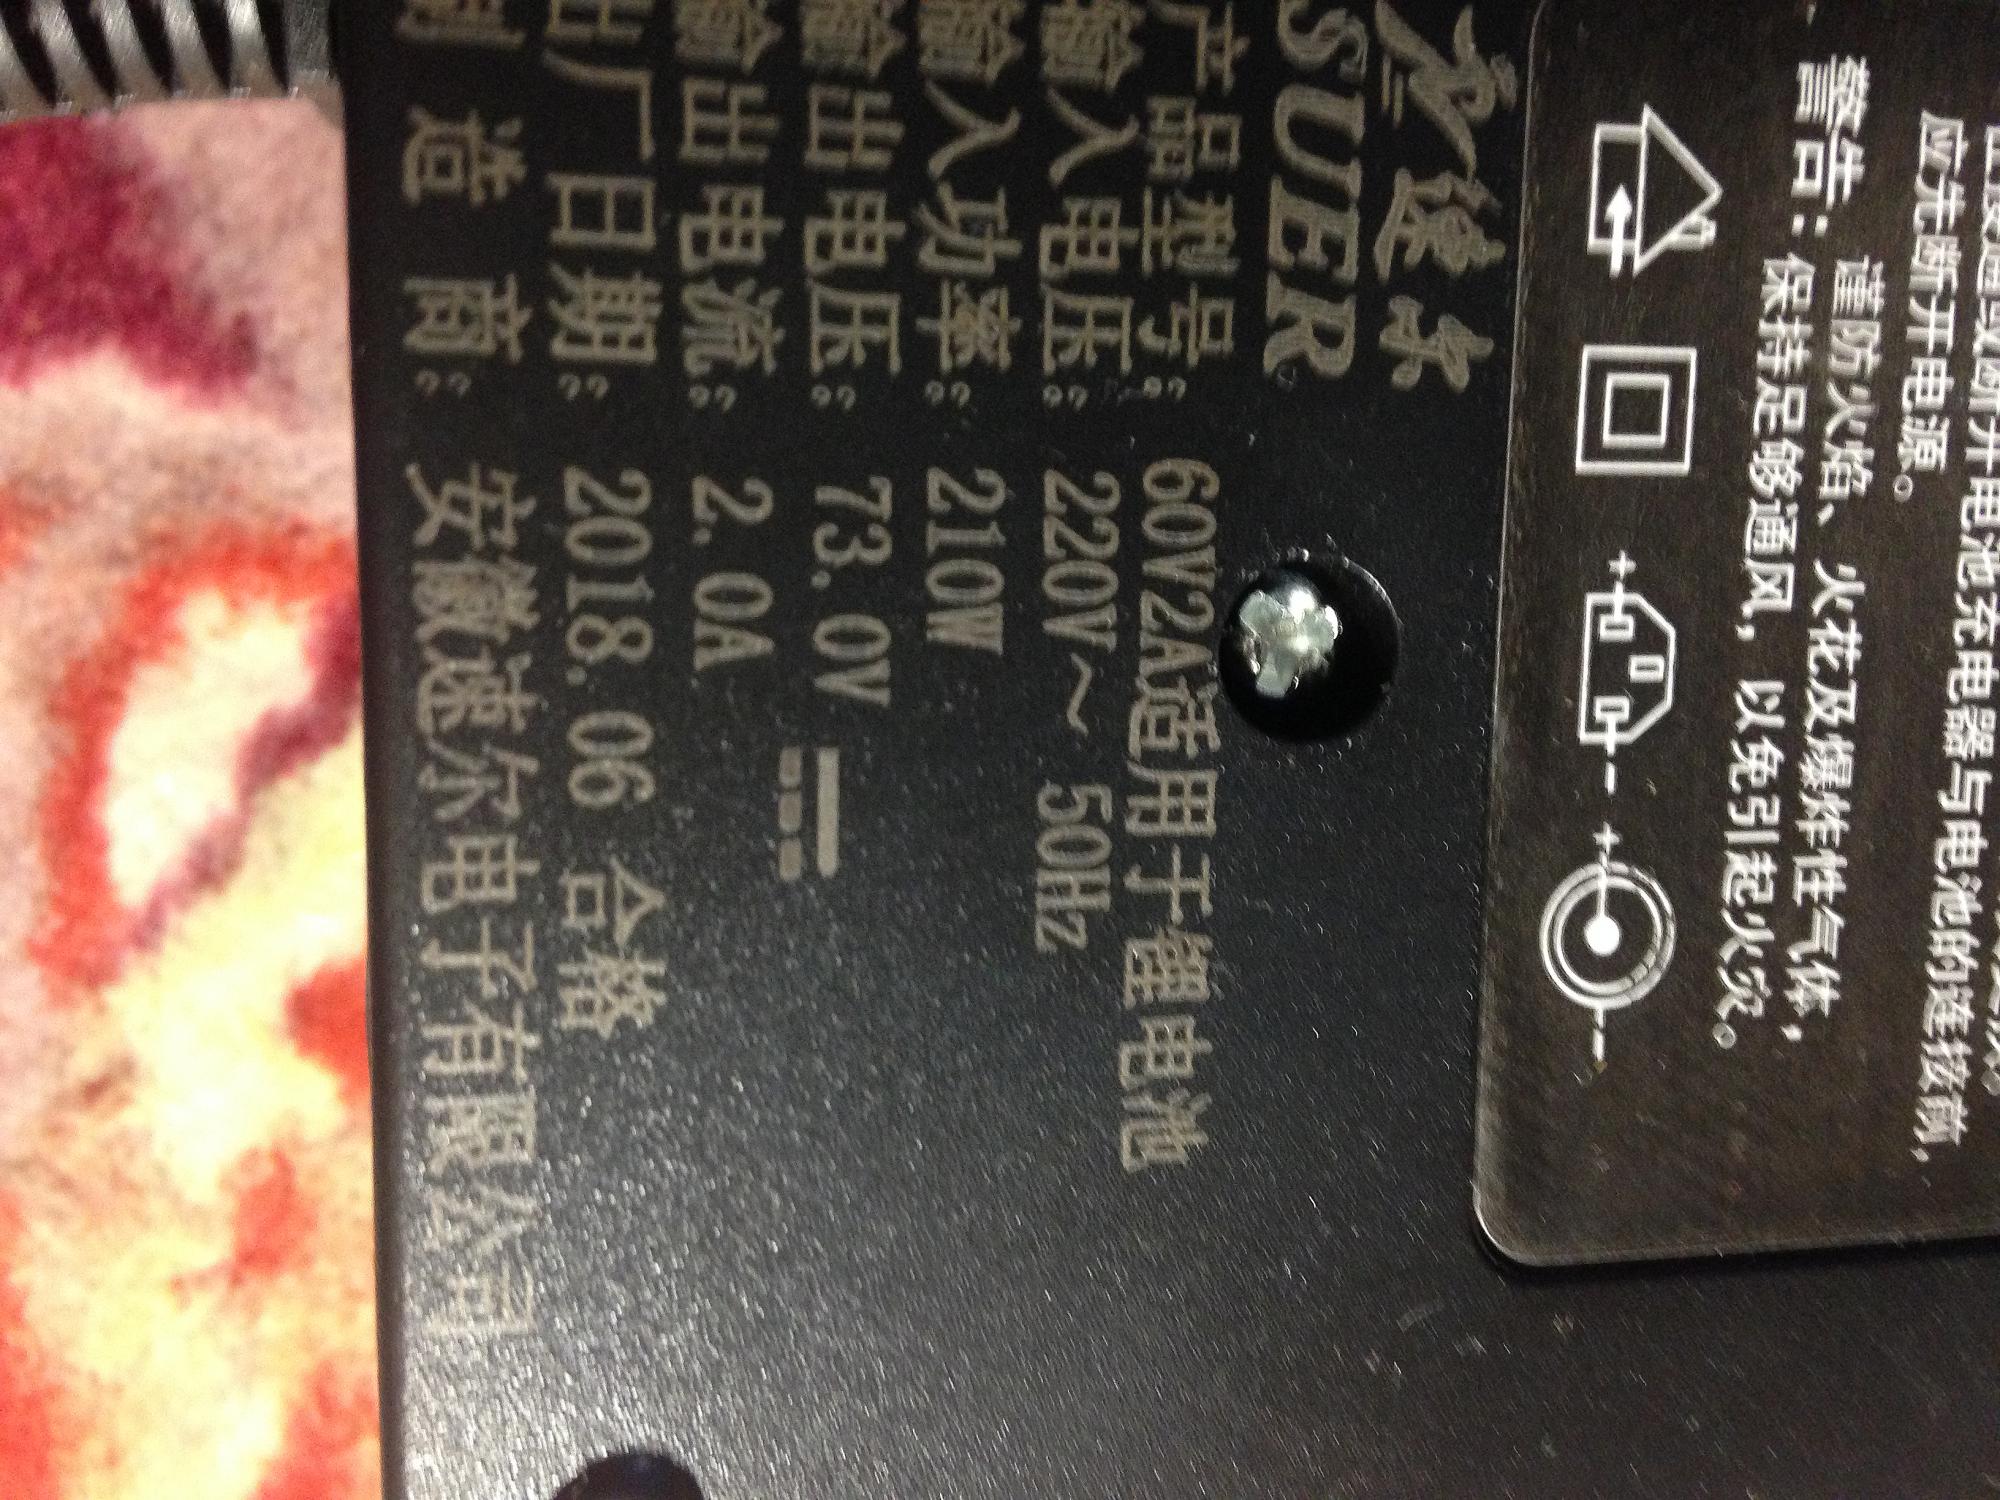 应先断开电源。
警告：谨防火焰、火花及爆炸性气体，
保持足够通风，以免引起火灾。
+ -
+ -
SUER
产品型号： 60V2A适用于锂电池
输入电压： 220V～ 50Hz
输入功率： 210W
输出电压： 73.0V
输出电流： 2.0A
出厂日期： 2018.06 合格
制造商： 安徽速尔电子有限公司